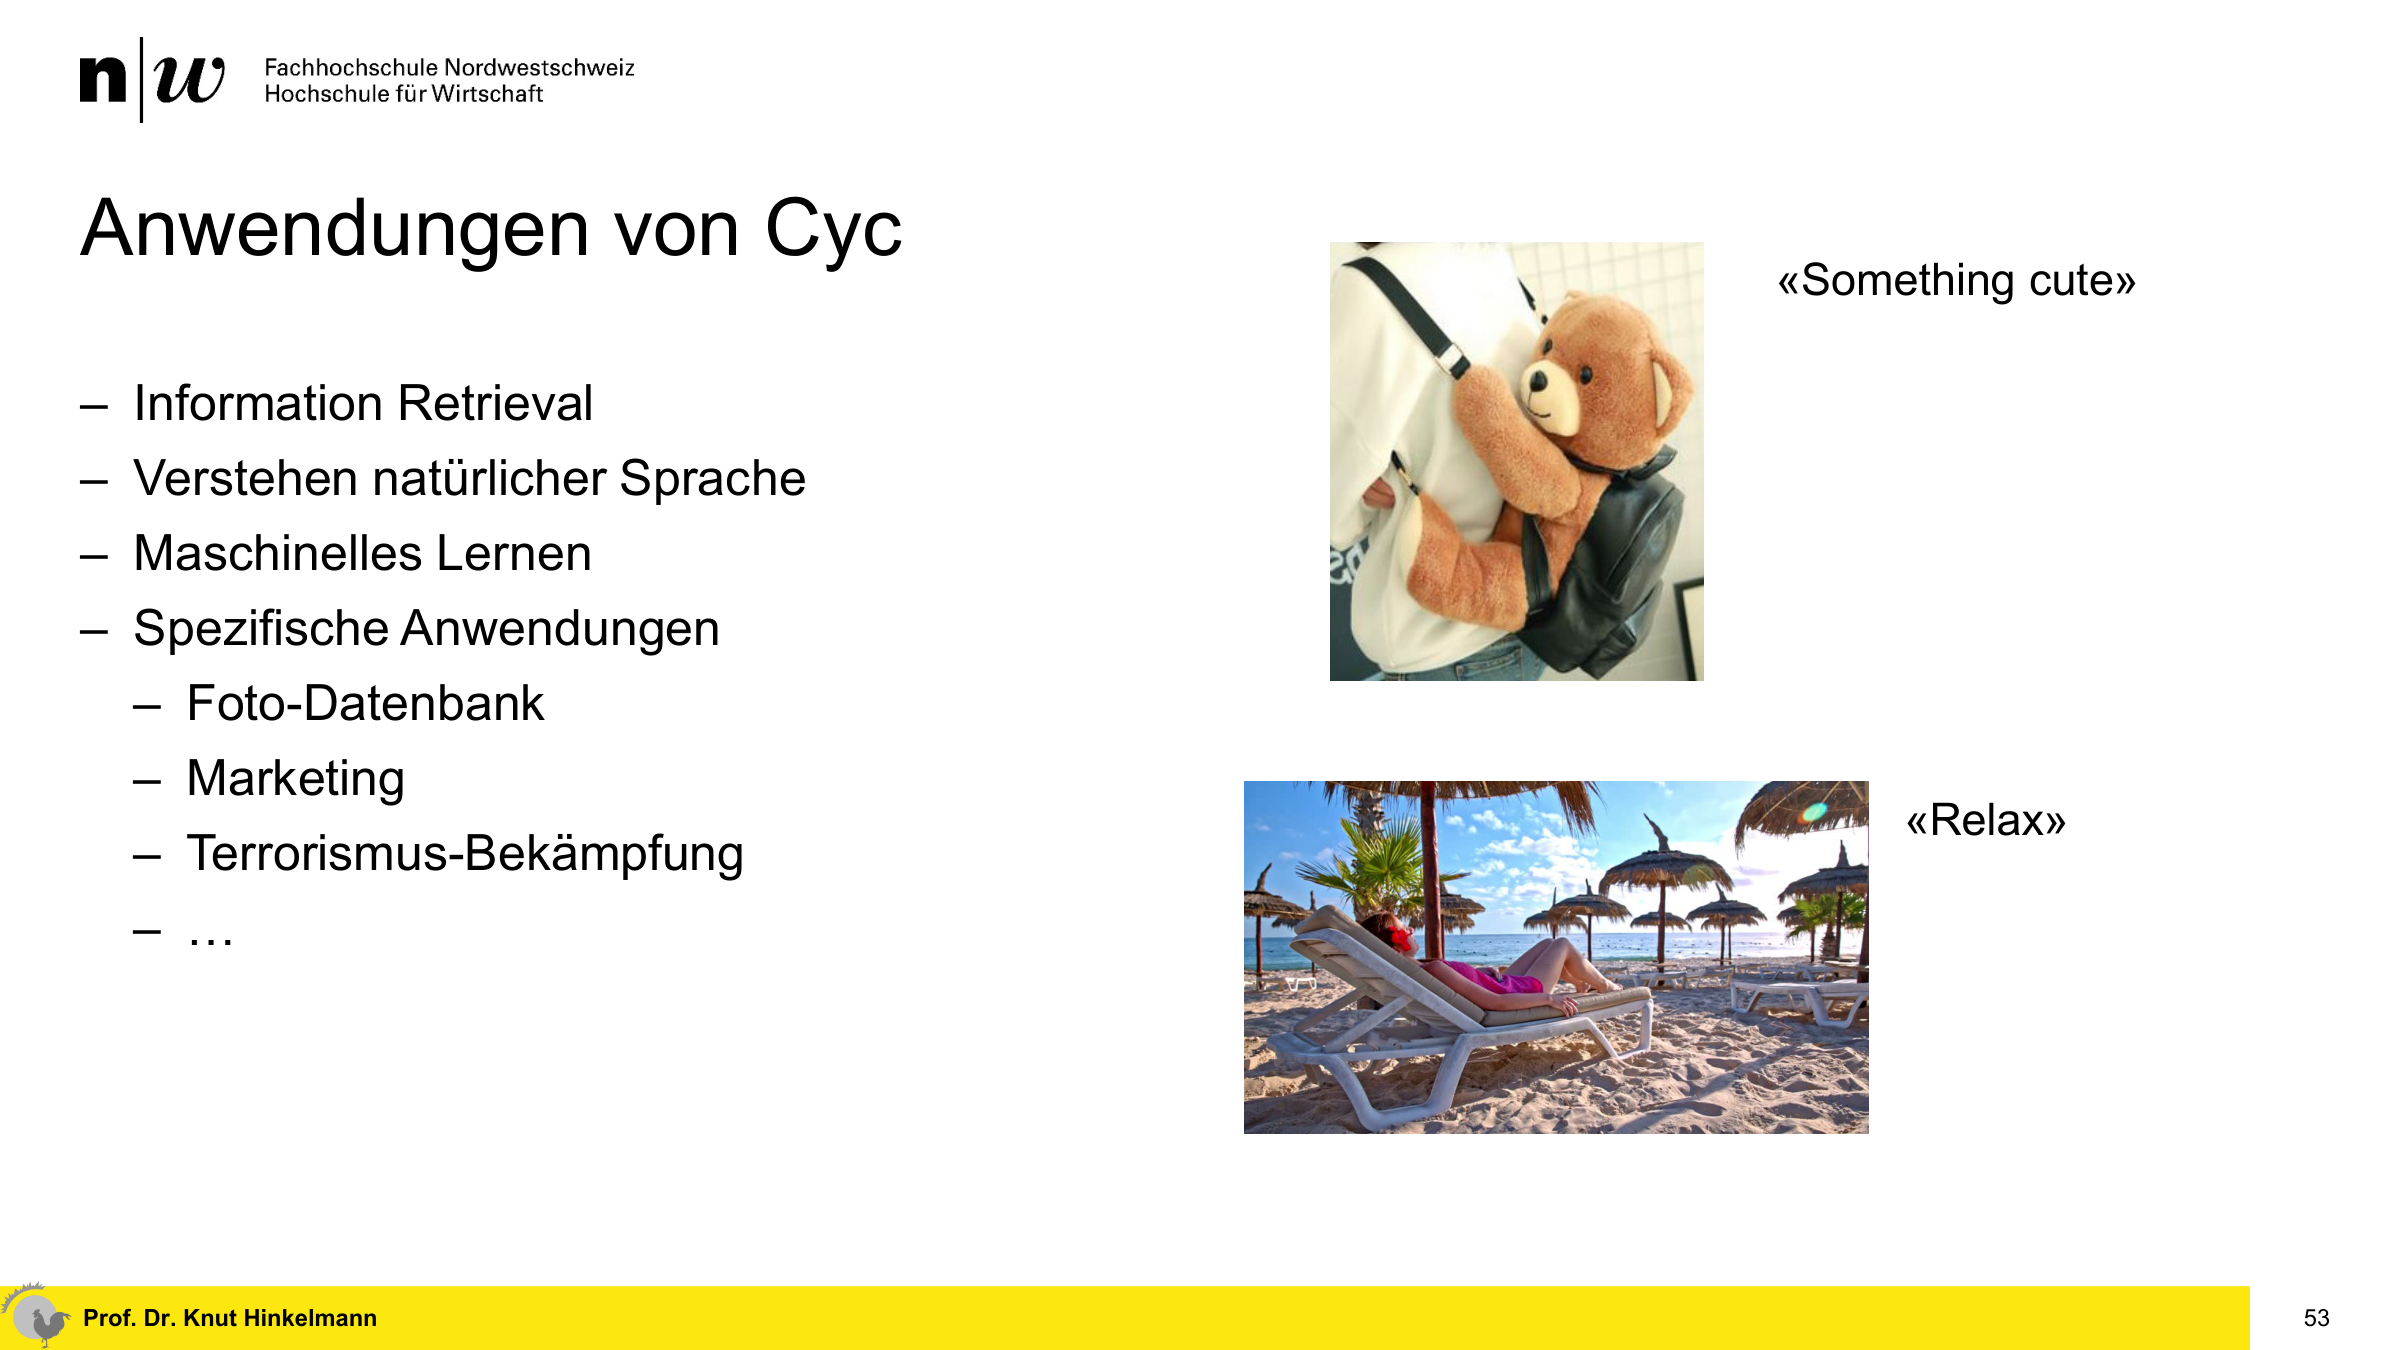 n|w Fachhochschule Nordwestschweiz
Hochschule für Wirtschaft
Anwendungen von Cyc
– Information Retrieval
– Verstehen natürlicher Sprache
– Maschinelles Lernen
– Spezifische Anwendungen
– Foto-Datenbank
– Marketing
– Terrorismus-Bekämpfung
– …
«Something cute»
«Relax»
Prof. Dr. Knut Hinkelmann
53